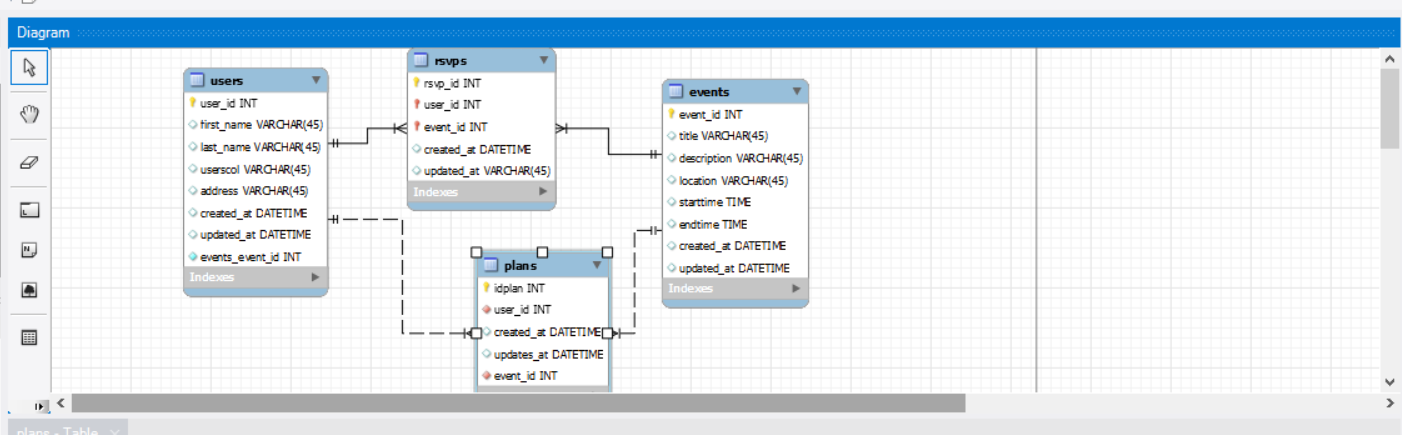 Diagram
users
user_id INT
first_name VARCHAR(45)
last_name VARCHAR(45)
userscol VARCHAR(45)
address VARCHAR(45)
created_at DATETIME
updated_at DATETIME
events_event_id INT
Indexes
rsvps
rsvp_id INT
user_id INT
event_id INT
created_at DATETIME
updated_at VARCHAR(45)
Indexes
events
event_id INT
title VARCHAR(45)
description VARCHAR(45)
location VARCHAR(45)
starttime TIME
endtime TIME
created_at DATETIME
updated_at DATETIME
Indexes
plans
idplan INT
user_id INT
created_at DATETIME
updates_at DATETIME
event_id INT
plans - Table